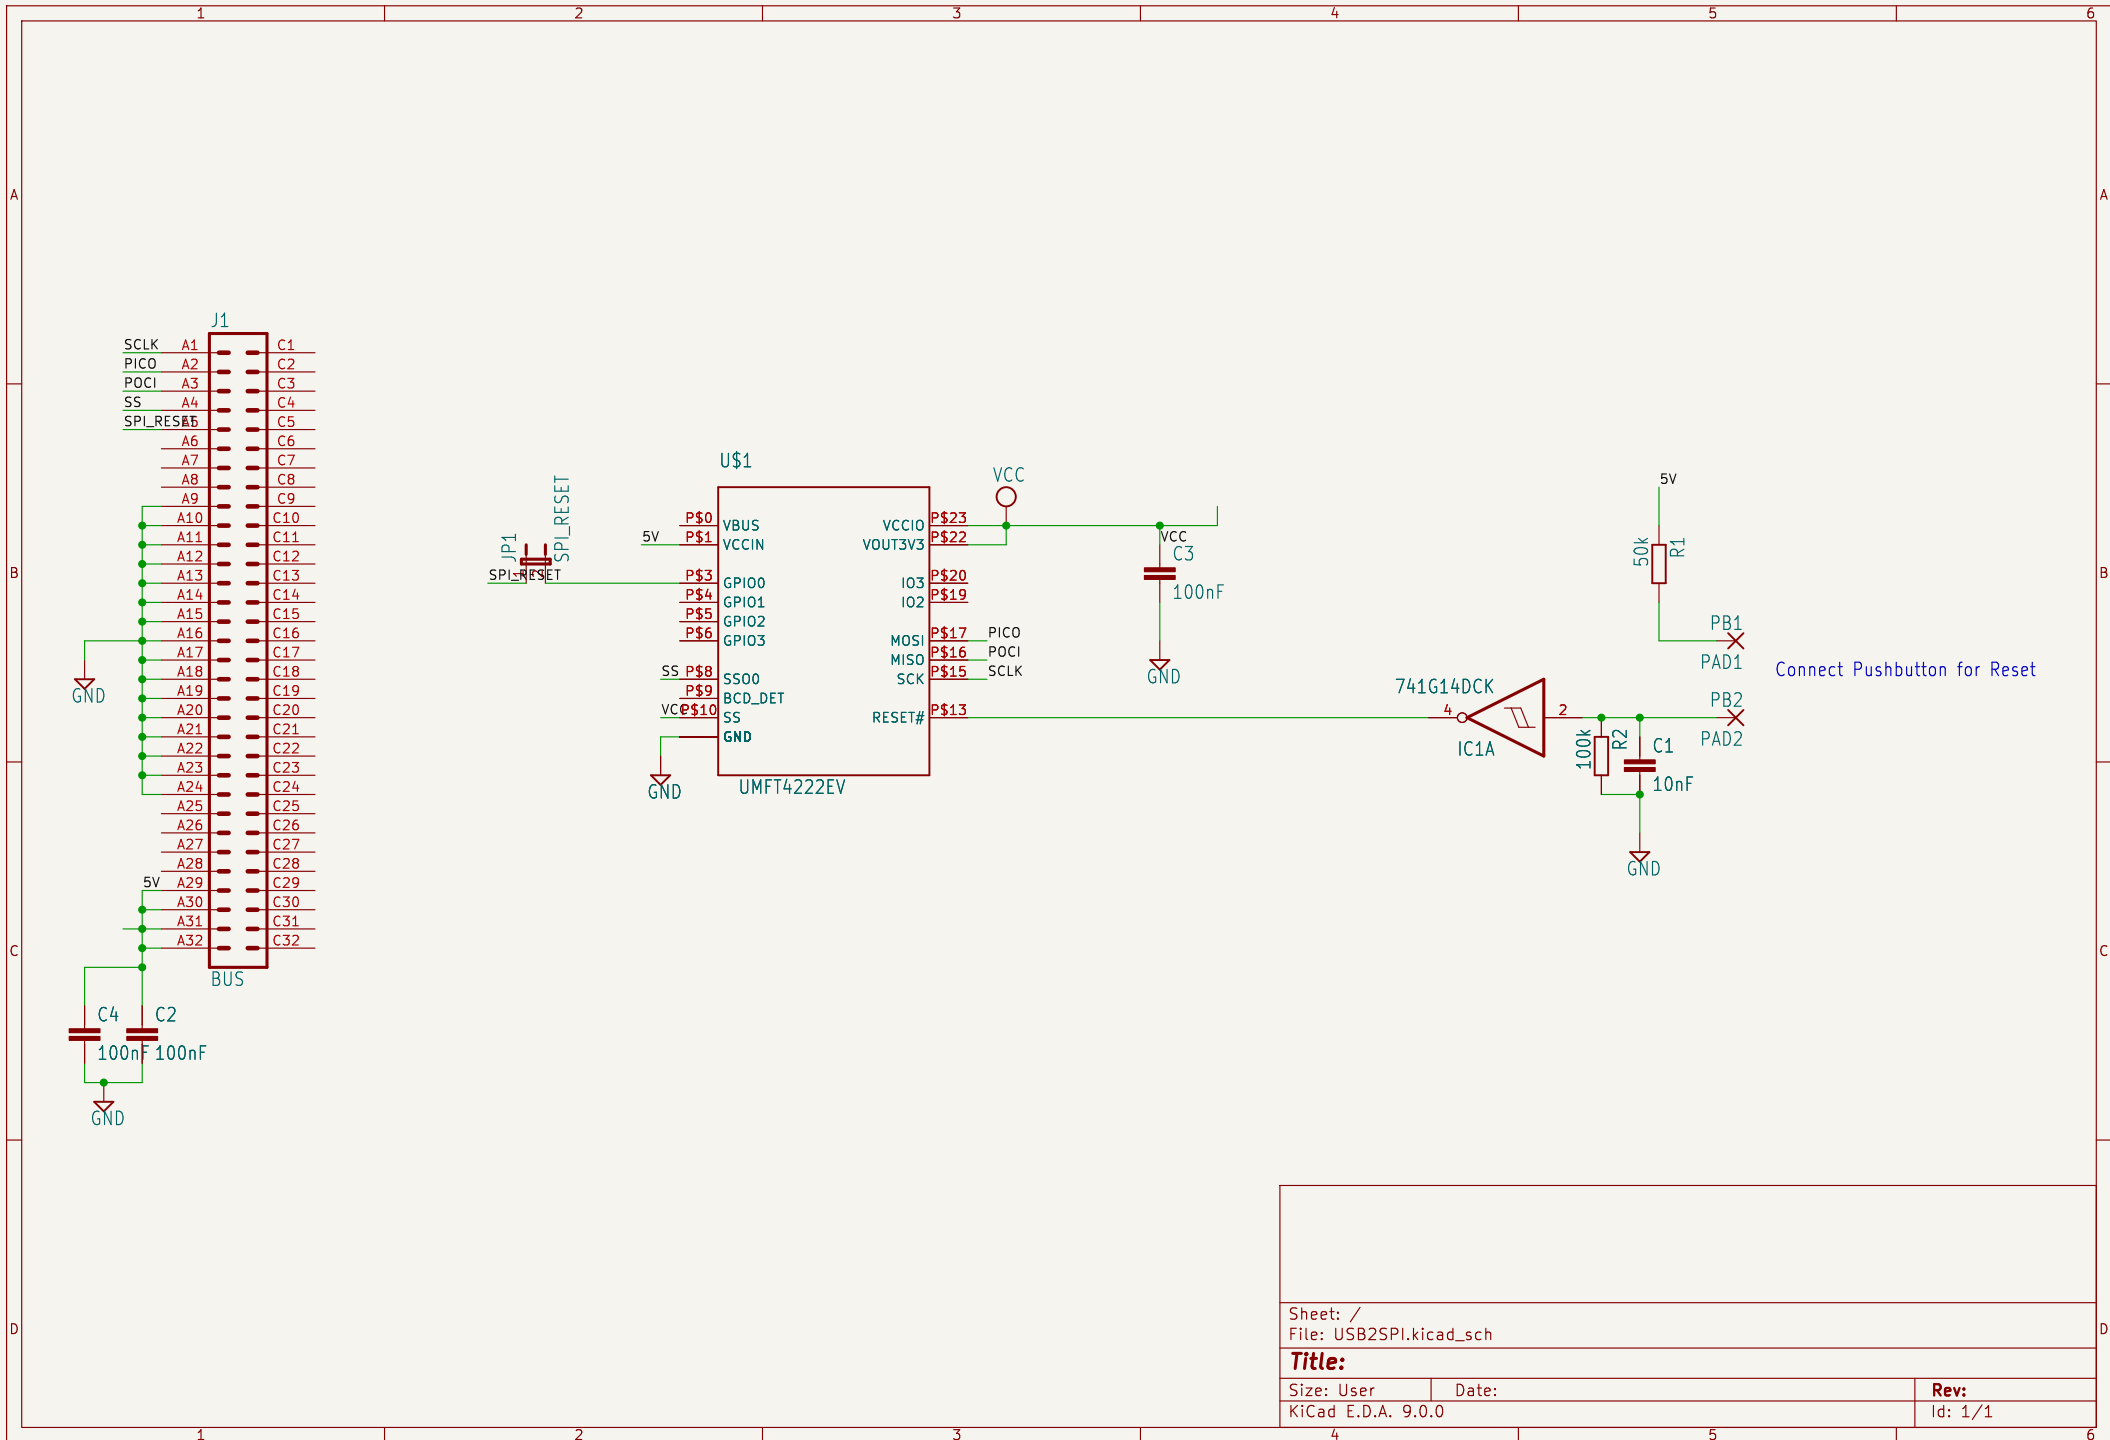 1 2 3 4 5 6
A A
B B
C C
D D
J1
SCLK A1 C1
PICO A2 C2
POCI A3 C3
SS A4 C4
SPI_RESET A5 C5
A6 C6
A7 C7
A8 C8
A9 C9
A10 C10
A11 C11
A12 C12
A13 C13
A14 C14
A15 C15
A16 C16
A17 C17
A18 C18
A19 C19
A20 C20
A21 C21
A22 C22
A23 C23
A24 C24
A25 C25
A26 C26
A27 C27
A28 C28
5V A29 C29
A30 C30
A31 C31
A32 C32
BUS
GND
C4 C2
100nF 100nF
GND
JP1
SPI_RESET
SPI_RESET
1 2
U$1
P$0 VBUS
5V P$1 VCCIN
P$3 GPIO0
P$4 GPIO1
P$5 GPIO2
P$6 GPIO3
SS P$8 SSO0
P$9 BCD_DET
VCC P$10 SS
GND
GND
VCCIO P$23
VOUT3V3 P$22
IO3 P$20
IO2 P$19
MOSI P$17 PICO
MISO P$16 POCI
SCK P$15 SCLK
RESET# P$13
UMFT4222EV
VCC
VCC
C3
100nF
GND
741G14DCK
4 2
IC1A
5V
50k R1
PB1
PAD1
Connect Pushbutton for Reset
PB2
PAD2
100k R2
C1
10nF
GND
Sheet: /
File: USB2SPI.kicad_sch
Title:
Size: User Date: Rev:
KiCad E.D.A. 9.0.0 Id: 1/1
1 2 3 4 5 6